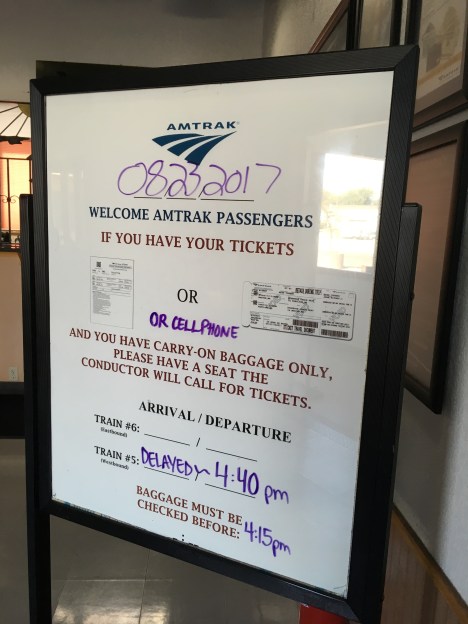 AMTRAK
08.23.2017
WELCOME AMTRAK PASSENGERS
IF YOU HAVE YOUR TICKETS
OR
OR CELLPHONE
AND YOU HAVE CARRY-ON BAGGAGE ONLY,
PLEASE HAVE A SEAT THE
CONDUCTOR WILL CALL FOR TICKETS.
ARRIVAL / DEPARTURE
TRAIN #6: /
(Eastbound)
TRAIN #5: DELAYED ~ 4:40 pm
(Westbound)
BAGGAGE MUST BE
CHECKED BEFORE: 4:15pm